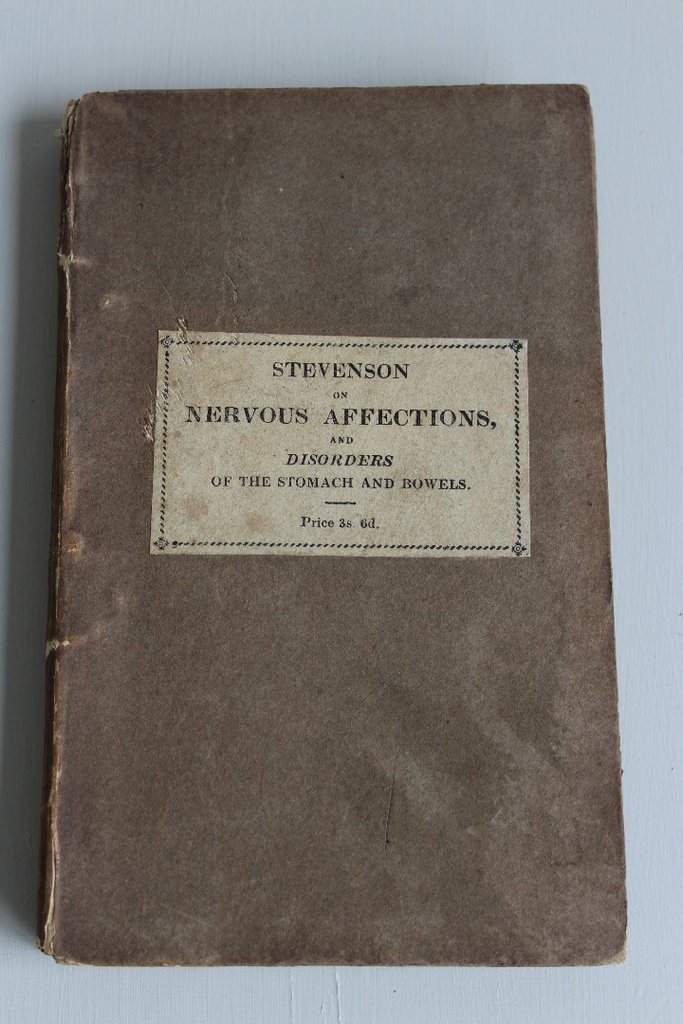 STEVENSON
ON
NERVOUS AFFECTIONS,
AND
DISORDERS
OF THE STOMACH AND BOWELS.
Price 3s. 6d.